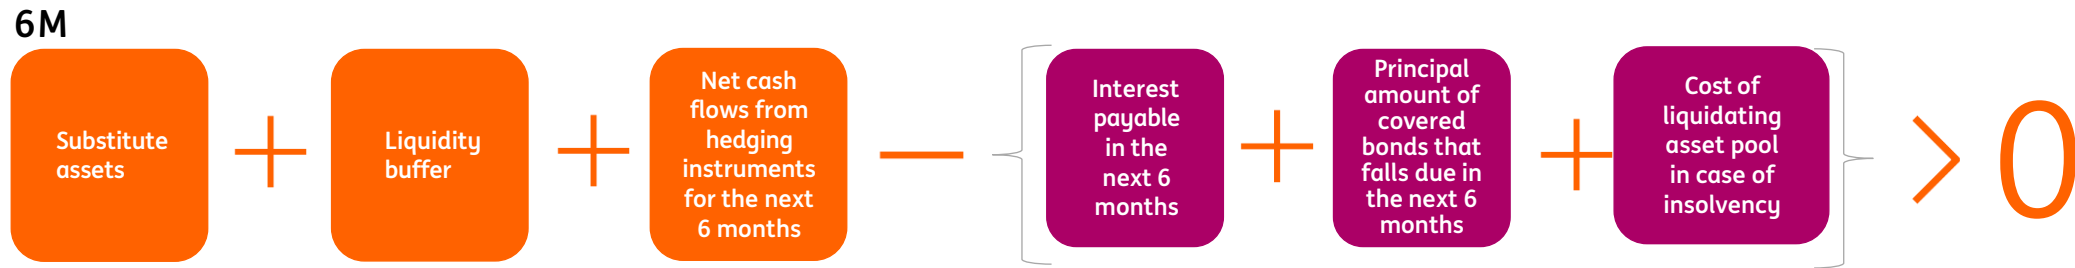 6M
Substitute
assets
+
Liquidity
buffer
+
Net cash
flows from
hedging
instruments
for the next
6 months
—
{
Interest
payable
in the
next 6
months
+
Principal
amount of
covered
bonds that
falls due in
the next 6
months
+
Cost of
liquidating
asset pool
in case of
insolvency
}
> 0